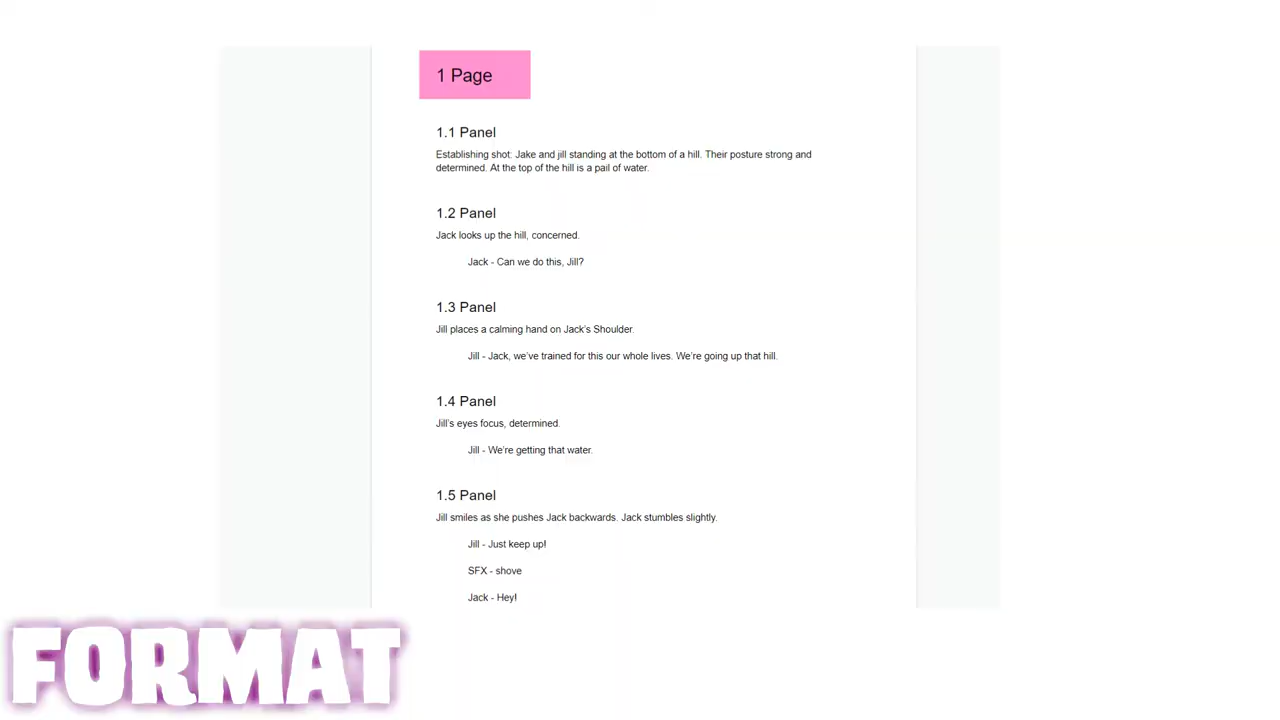 1 Page
1.1 Panel
Establishing shot: Jake and jill standing at the bottom of a hill. Their posture strong and
determined. At the top of the hill is a pail of water.
1.2 Panel
Jack looks up the hill, concerned.
Jack - Can we do this, Jill?
1.3 Panel
Jill places a calming hand on Jack's Shoulder.
Jill - Jack, we've trained for this our whole lives. We're going up that hill.
1.4 Panel
Jill's eyes focus, determined.
Jill - We're getting that water.
1.5 Panel
Jill smiles as she pushes Jack backwards. Jack stumbles slightly.
Jill - Just keep up!
SFX - shove
Jack - Hey!
FORMAT